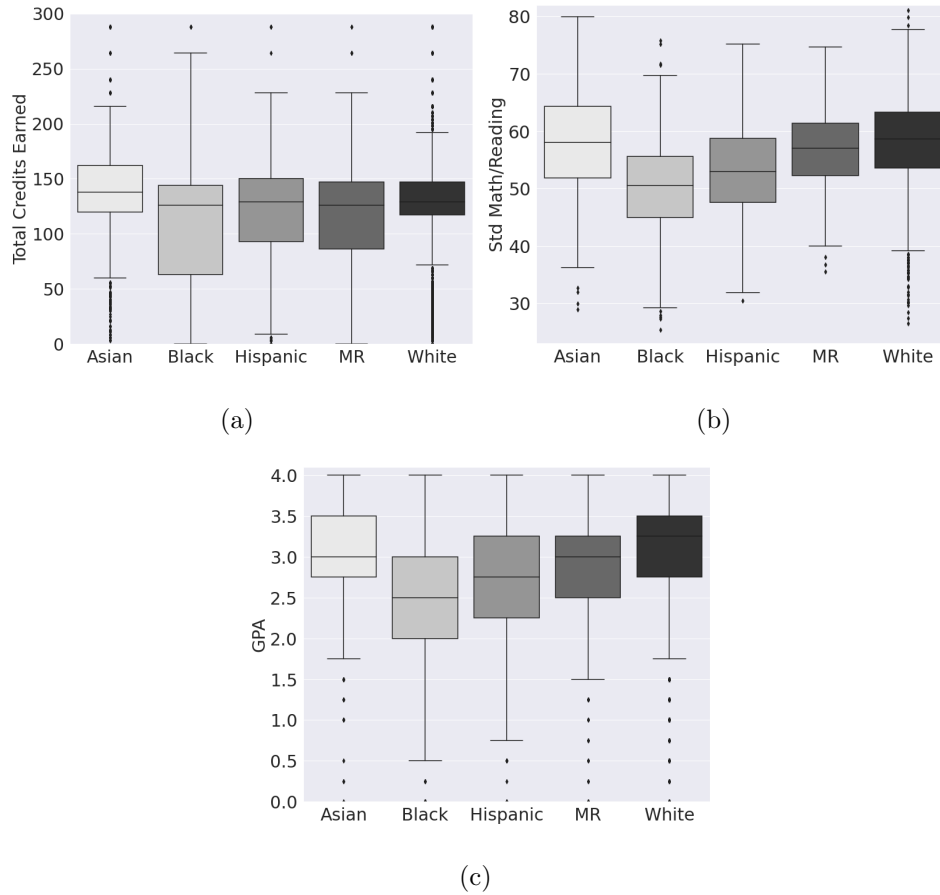 300
250
200
150
100
50
0
Total Credits Earned
Asian Black Hispanic MR White
(a)
80
70
60
50
40
30
Std Math/Reading
Asian Black Hispanic MR White
(b)
4.0
3.5
3.0
2.5
2.0
1.5
1.0
0.5
0.0
GPA
Asian Black Hispanic MR White
(c)